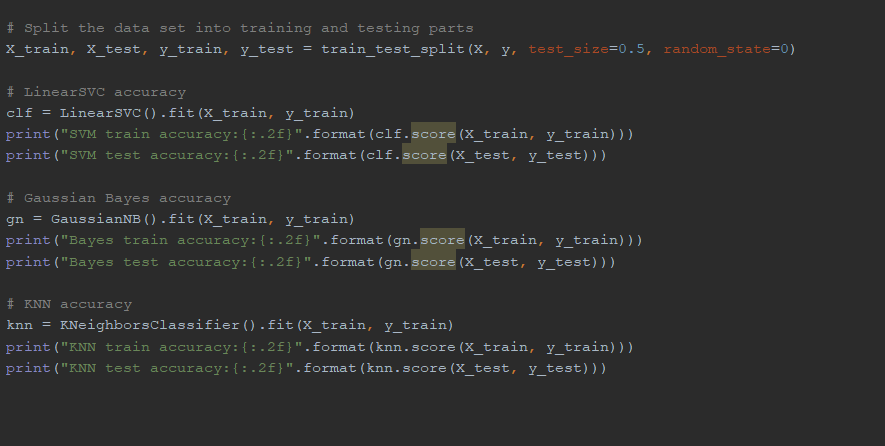 # Split the data set into training and testing parts
X_train, X_test, y_train, y_test = train_test_split(X, y, test_size=0.5, random_state=0)
# LinearSVC accuracy
clf = LinearSVC().fit(X_train, y_train)
print("SVM train accuracy:{:.2f}".format(clf.score(X_train, y_train)))
print("SVM test accuracy:{:.2f}".format(clf.score(X_test, y_test)))
# Gaussian Bayes accuracy
gn = GaussianNB().fit(X_train, y_train)
print("Bayes train accuracy:{:.2f}".format(gn.score(X_train, y_train)))
print("Bayes test accuracy:{:.2f}".format(gn.score(X_test, y_test)))
# KNN accuracy
knn = KNeighborsClassifier().fit(X_train, y_train)
print("KNN train accuracy:{:.2f}".format(knn.score(X_train, y_train)))
print("KNN test accuracy:{:.2f}".format(knn.score(X_test, y_test)))